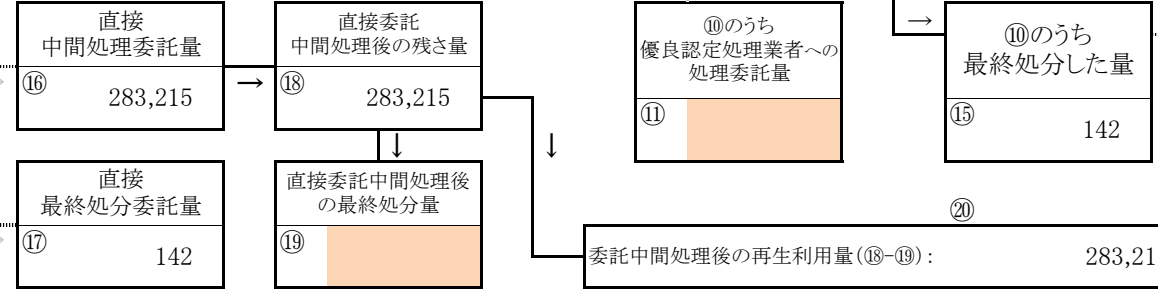 直接
中間処理委託量
⑯
283,215
→
直接委託
中間処理後の残さ量
⑱
283,215
⑩のうち
優良認定処理業者への
処理委託量
⑪
→
⑩のうち
最終処分した量
⑮
142
↓
↓
直接
最終処分委託量
⑰
142
直接委託中間処理後
の最終処分量
⑲
⑳
委託中間処理後の再生利用量(⑱-⑲):
283,21